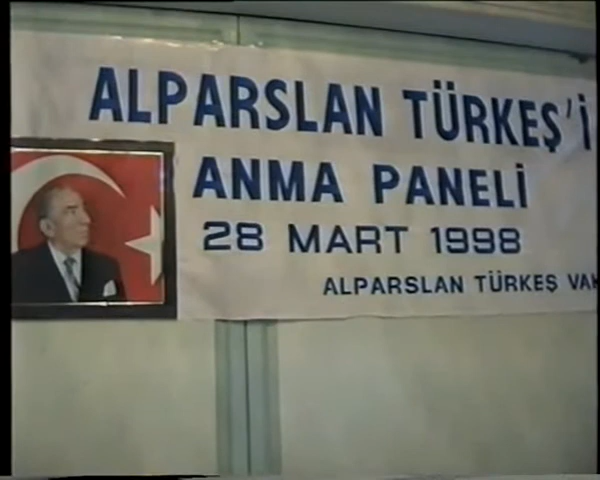 ALPARSLAN TÜRKEŞ'İ
ANMA PANELİ
28 MART 1998
ALPARSLAN TÜRKEŞ